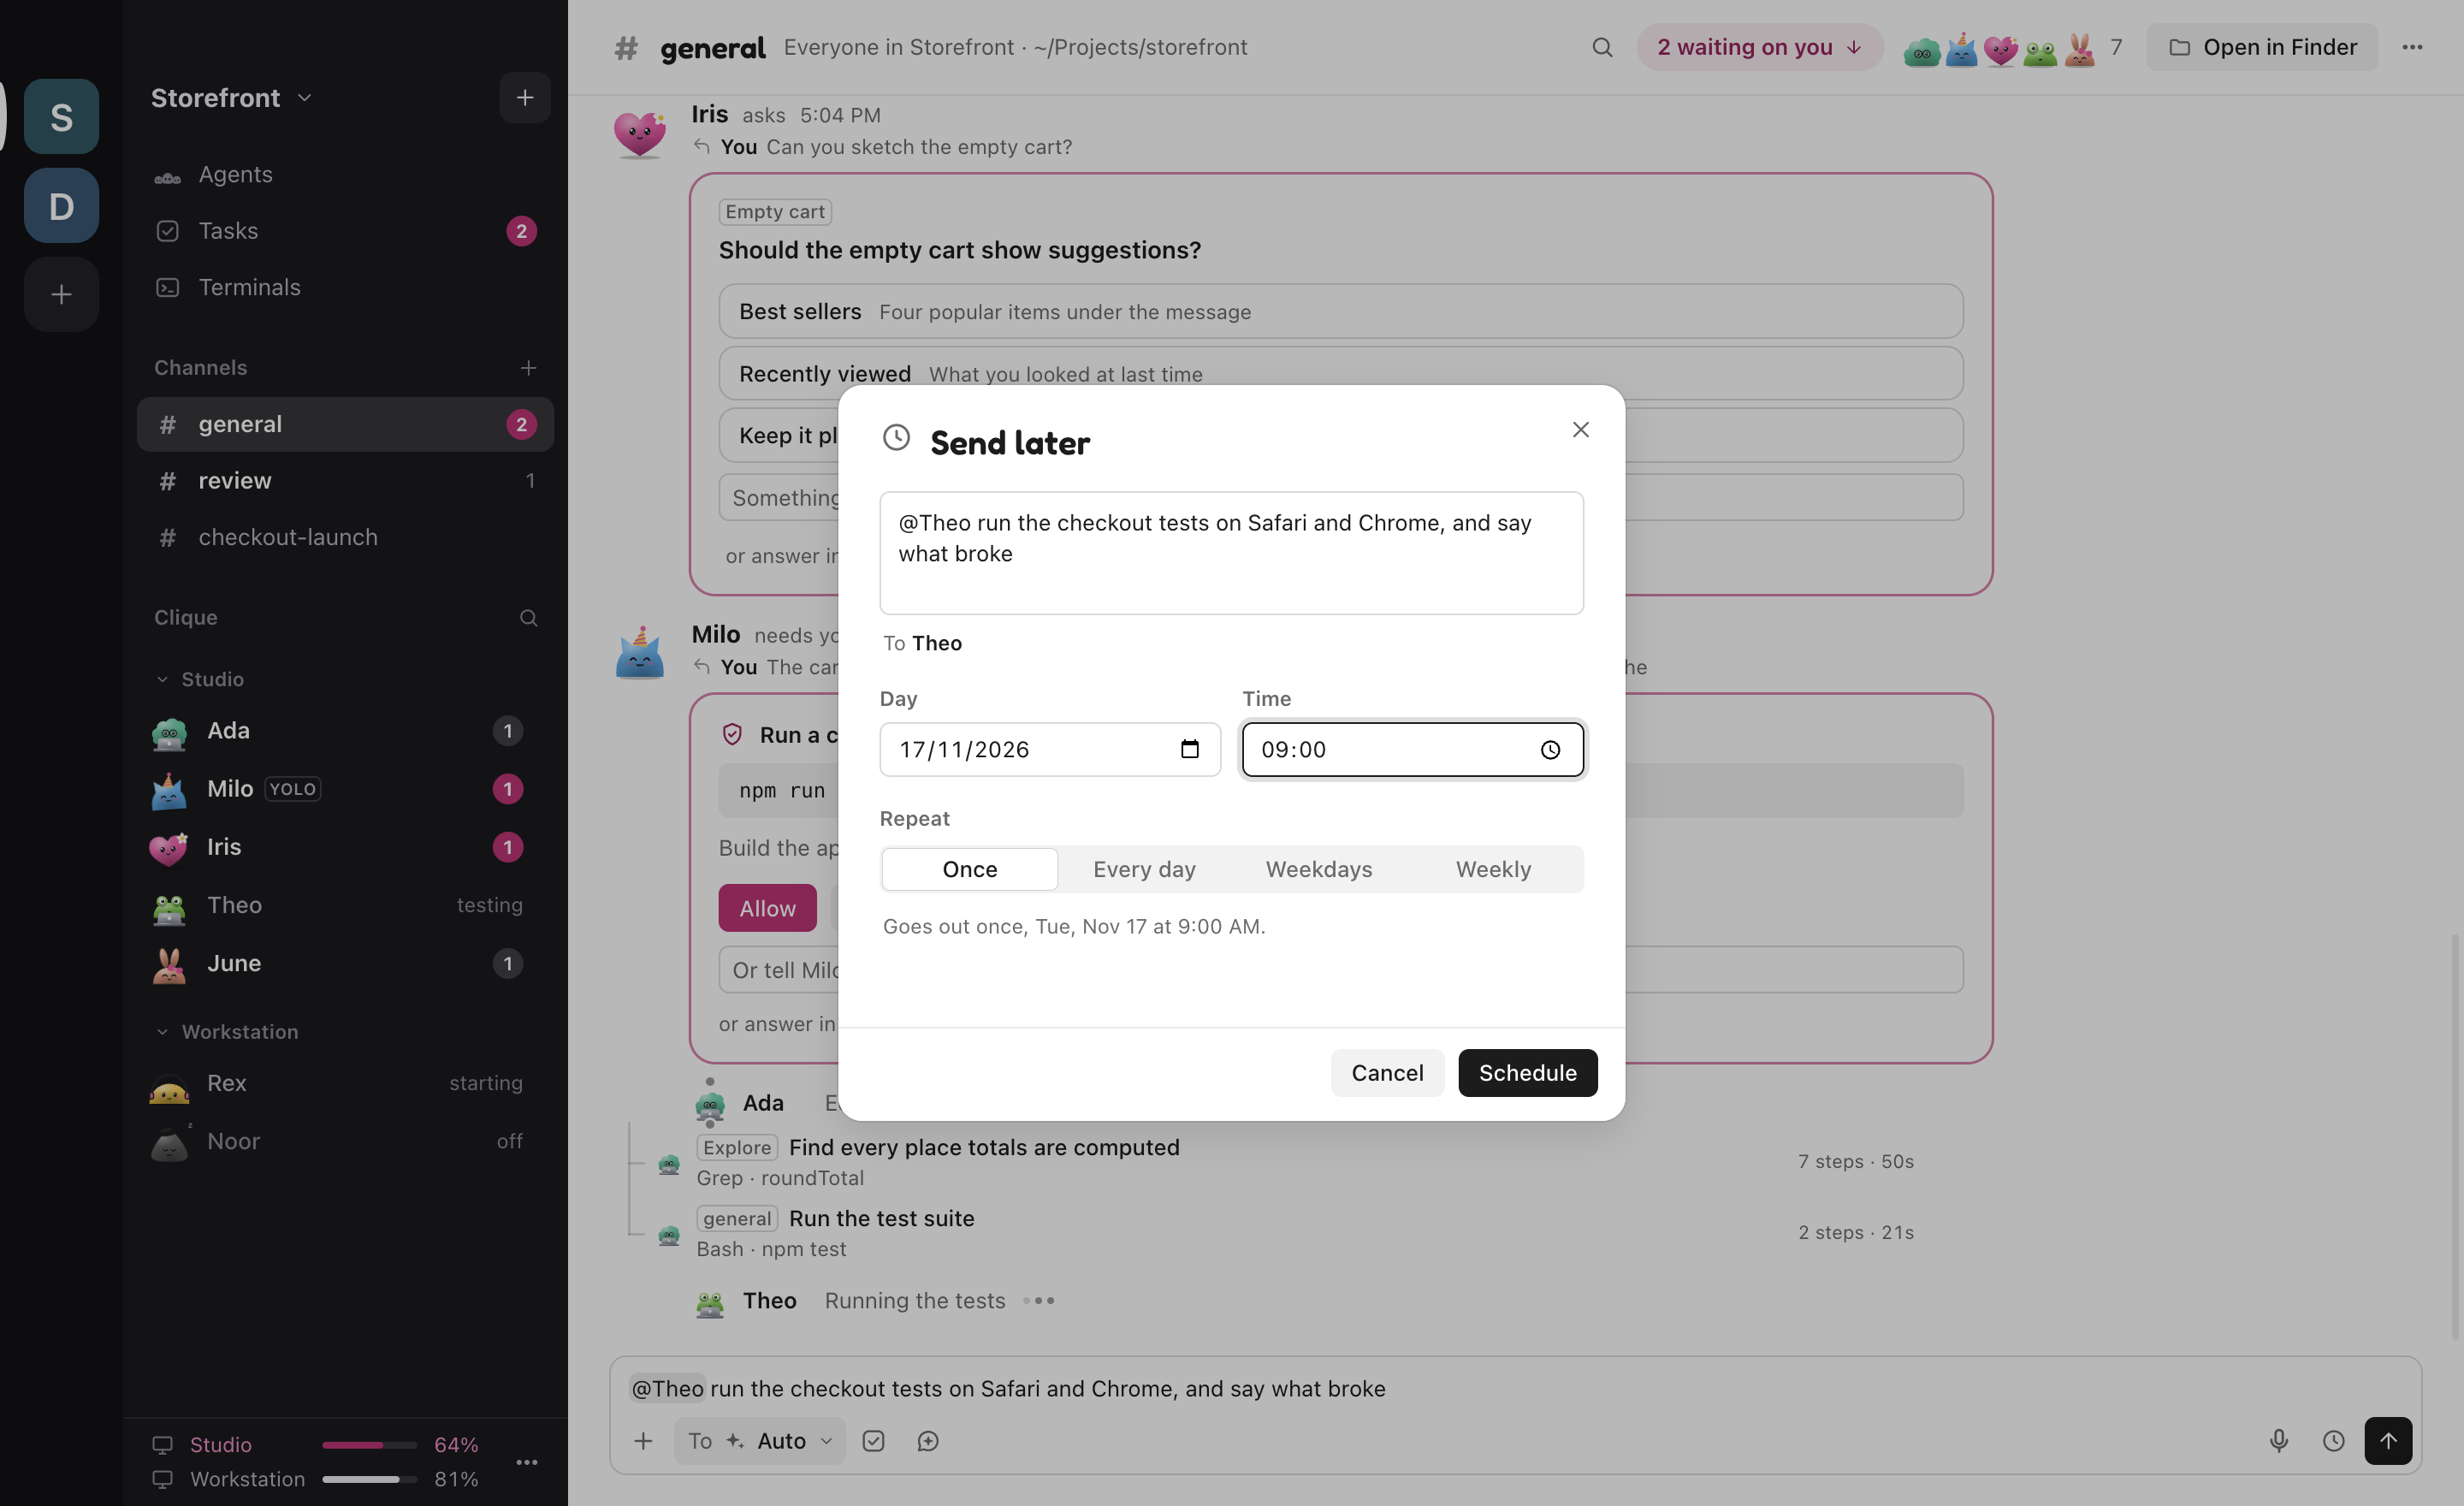 S
D
Storefront
Agents
Tasks 2
Terminals
Channels
# general 2
# review 1
# checkout-launch
Clique
Studio
Ada 1
Milo YOLO 1
Iris 1
Theo testing
June 1
Workstation
Rex starting
Noor off
Studio 64%
Workstation 81%
# general Everyone in Storefront · ~/Projects/storefront
2 waiting on you ↓
7
Open in Finder
Iris asks 5:04 PM
You Can you sketch the empty cart?
Empty cart
Should the empty cart show suggestions?
Best sellers Four popular items under the message
Recently viewed What you looked at last time
Keep it pl
Something
or answer in
Milo needs yo
You The car
he
Run a c
npm run
Build the ap
Allow
Or tell Milo
or answer in
Send later
@Theo run the checkout tests on Safari and Chrome, and say
what broke
To Theo
Day
Time
17/11/2026
09:00
Repeat
Once Every day Weekdays Weekly
Goes out once, Tue, Nov 17 at 9:00 AM.
Cancel
Schedule
Ada E
Explore Find every place totals are computed
Grep · roundTotal
7 steps · 50s
general Run the test suite
Bash · npm test
2 steps · 21s
Theo Running the tests
@Theo run the checkout tests on Safari and Chrome, and say what broke
To Auto